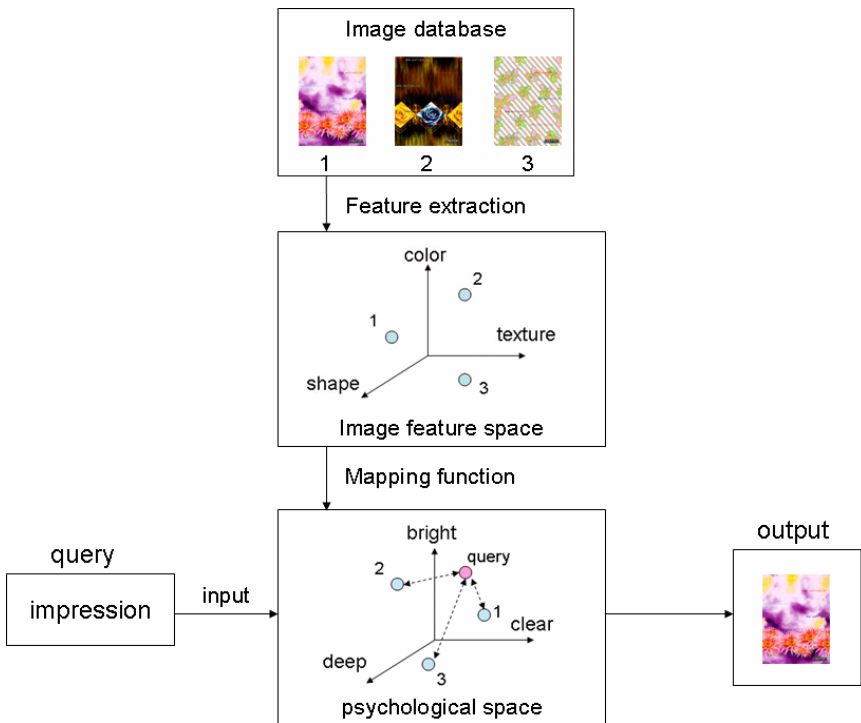 Image database
1 2 3
Feature extraction
color
2
1
texture
shape
3
Image feature space
Mapping function
query
impression
input
bright
query
2
1
clear
deep
3
psychological space
output